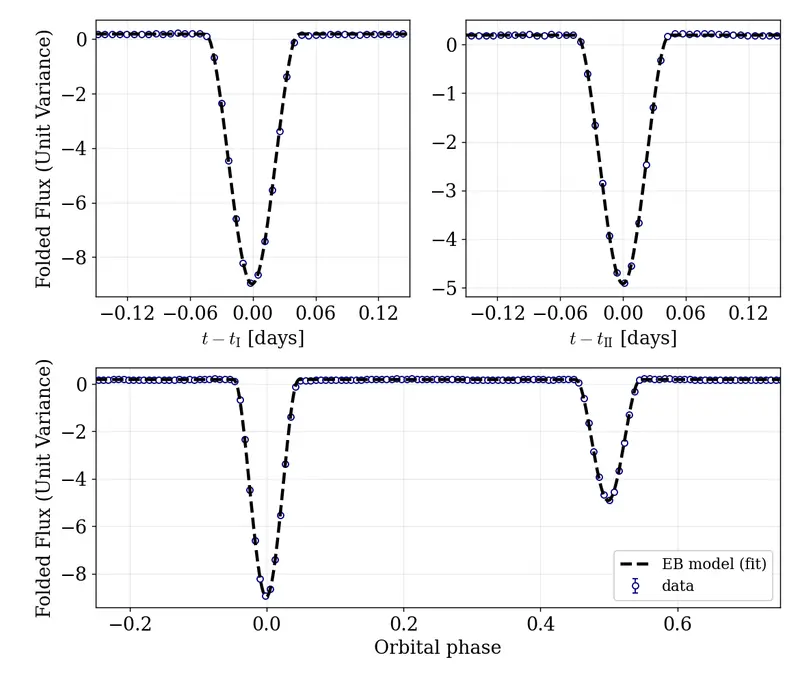 Folded Flux (Unit Variance)
0
−2
−4
−6
−8
−0.12 −0.06 0.00 0.06 0.12
t − tI [days]
0
−1
−2
−3
−4
−5
−0.12 −0.06 0.00 0.06 0.12
t − tII [days]
Folded Flux (Unit Variance)
0
−2
−4
−6
−8
EB model (fit)
data
−0.2 0.0 0.2 0.4 0.6
Orbital phase